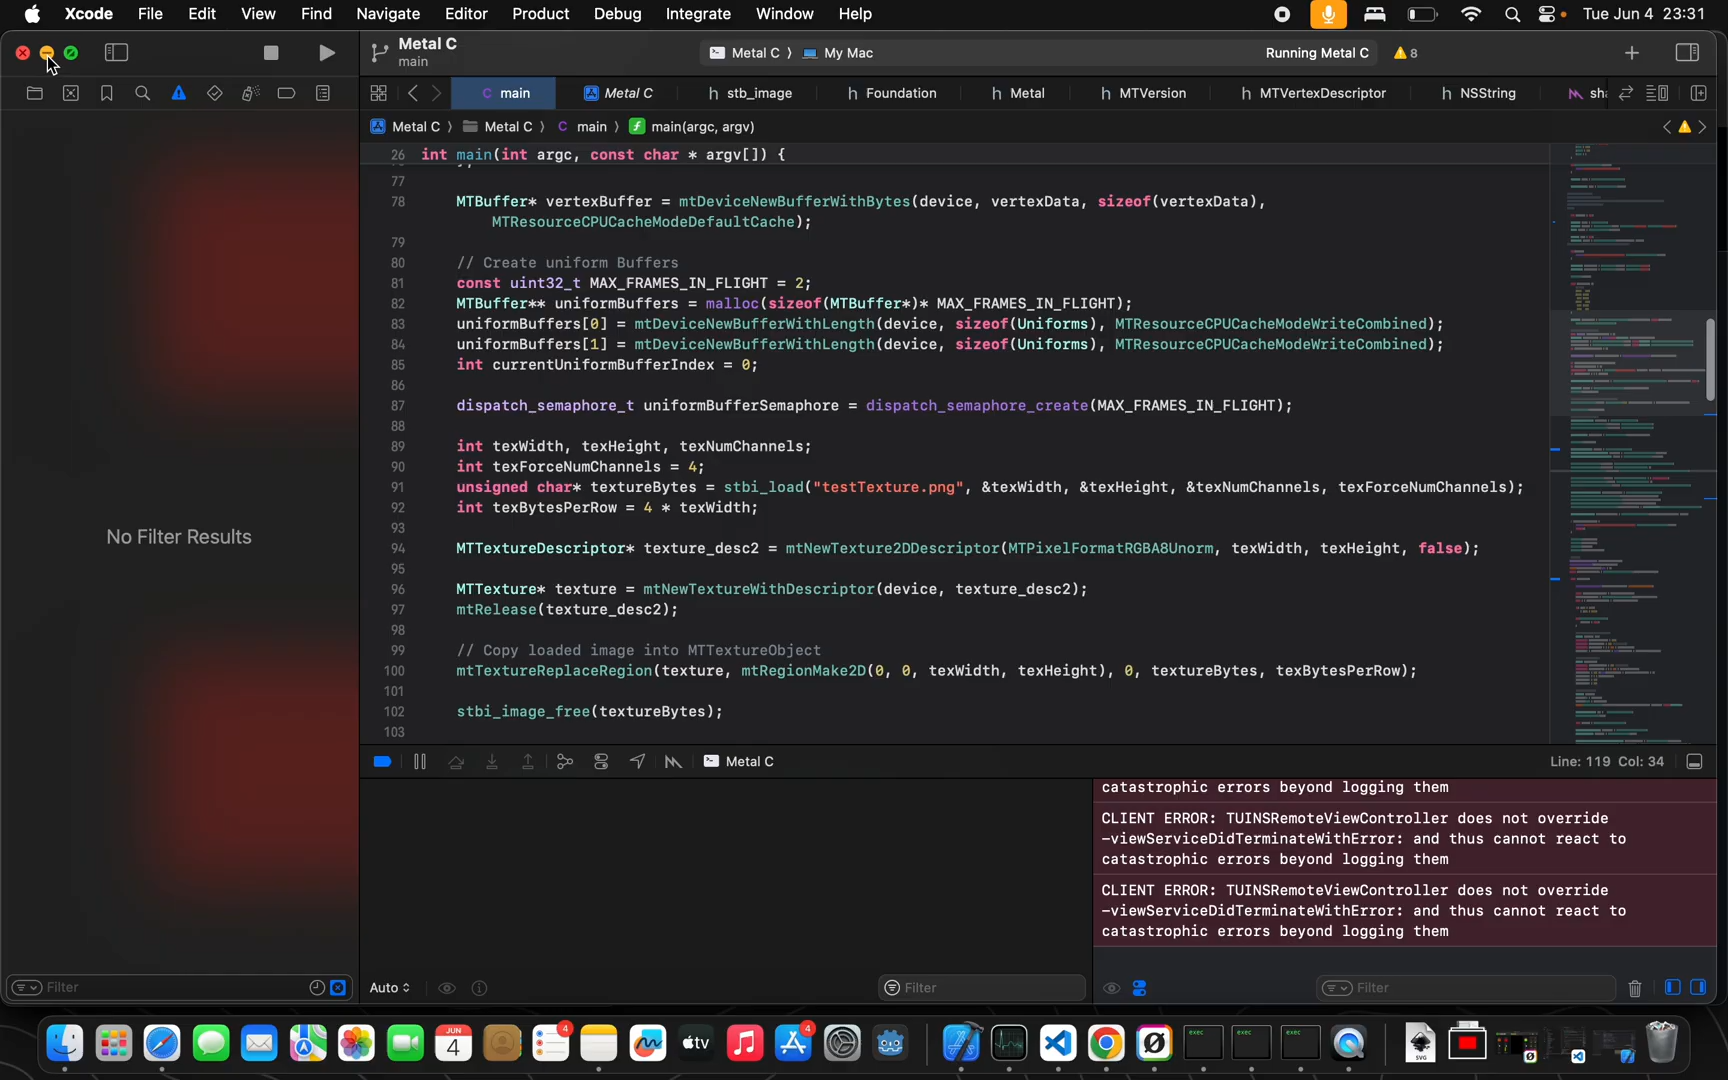 Xcode File Edit View Find Navigate Editor Product Debug Integrate Window Help Tue Jun 4 23:31
Metal C
main
Metal C 〉 My Mac Running Metal C 8
main Metal C stb_image Foundation Metal MTVersion MTVertexDescriptor NSString sha
Metal C 〉 Metal C 〉 main 〉 main(argc, argv)
26 int main(int argc, const char * argv[]) {
77
78 MTBuffer* vertexBuffer = mtDeviceNewBufferWithBytes(device, vertexData, sizeof(vertexData),
MTResourceCPUCacheModeDefaultCache);
79
80 // Create uniform Buffers
81 const uint32_t MAX_FRAMES_IN_FLIGHT = 2;
82 MTBuffer** uniformBuffers = malloc(sizeof(MTBuffer*)* MAX_FRAMES_IN_FLIGHT);
83 uniformBuffers[0] = mtDeviceNewBufferWithLength(device, sizeof(Uniforms), MTResourceCPUCacheModeWriteCombined);
84 uniformBuffers[1] = mtDeviceNewBufferWithLength(device, sizeof(Uniforms), MTResourceCPUCacheModeWriteCombined);
85 int currentUniformBufferIndex = 0;
86
87 dispatch_semaphore_t uniformBufferSemaphore = dispatch_semaphore_create(MAX_FRAMES_IN_FLIGHT);
88
89 int texWidth, texHeight, texNumChannels;
90 int texForceNumChannels = 4;
91 unsigned char* textureBytes = stbi_load("testTexture.png", &texWidth, &texHeight, &texNumChannels, texForceNumChannels);
92 int texBytesPerRow = 4 * texWidth;
93
94 MTTextureDescriptor* texture_desc2 = mtNewTexture2DDescriptor(MTPixelFormatRGBA8Unorm, texWidth, texHeight, false);
95
96 MTTexture* texture = mtNewTextureWithDescriptor(device, texture_desc2);
97 mtRelease(texture_desc2);
98
99 // Copy loaded image into MTTextureObject
100 mtTextureReplaceRegion(texture, mtRegionMake2D(0, 0, texWidth, texHeight), 0, textureBytes, texBytesPerRow);
101
102 stbi_image_free(textureBytes);
103
No Filter Results
Metal C Line: 119 Col: 34
catastrophic errors beyond logging them
CLIENT ERROR: TUINSRemoteViewController does not override
-viewServiceDidTerminateWithError: and thus cannot react to
catastrophic errors beyond logging them
CLIENT ERROR: TUINSRemoteViewController does not override
-viewServiceDidTerminateWithError: and thus cannot react to
catastrophic errors beyond logging them
Filter Auto Filter Filter
JUN
4
4
tv
4
exec
exec
exec
SVG